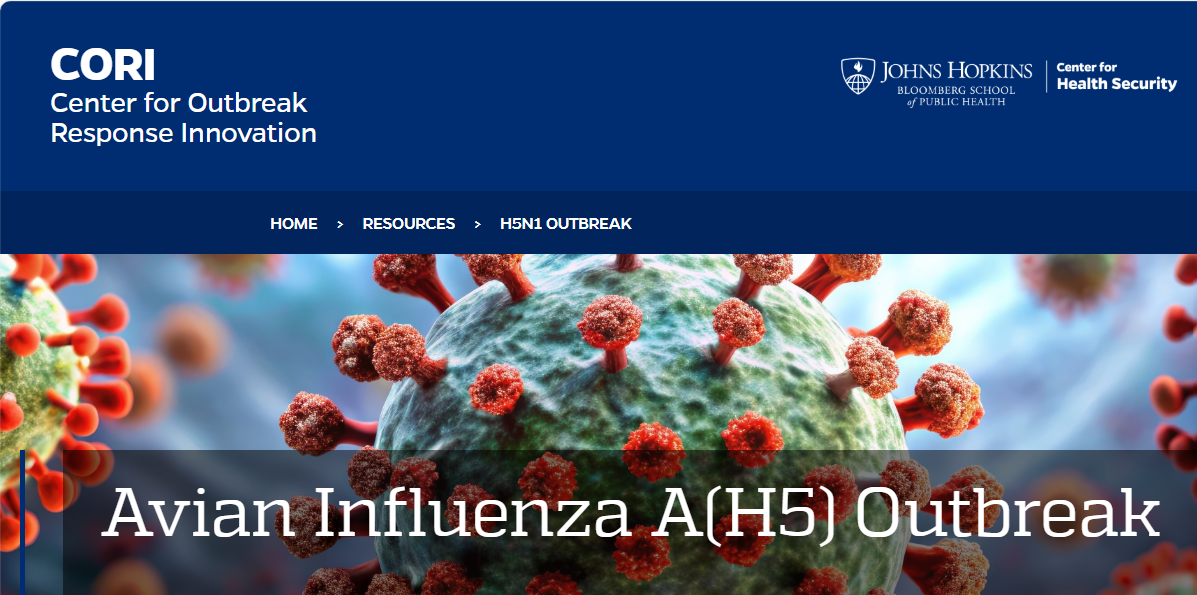 CORI
Center for Outbreak
Response Innovation
JOHNS HOPKINS
BLOOMBERG SCHOOL
of PUBLIC HEALTH
Center for
Health Security
HOME > RESOURCES > H5N1 OUTBREAK
Avian Influenza A(H5) Outbreak